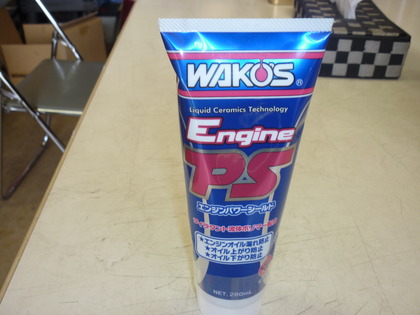 WAKO'S®
Liquid Ceramics Technology
Engine
PS
エンジンパワーシールド
★エンジンオイル漏れ防止
★オイル上がり防止
★オイル下がり防止
NET. 280mL